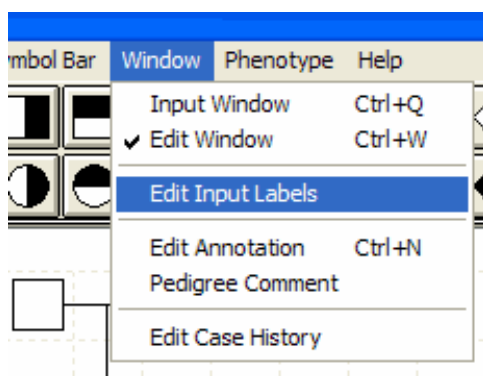 mbol Bar Window Phenotype Help
Input Window Ctrl+Q
Edit Window Ctrl+W
Edit Input Labels
Edit Annotation Ctrl+N
Pedigree Comment
Edit Case History